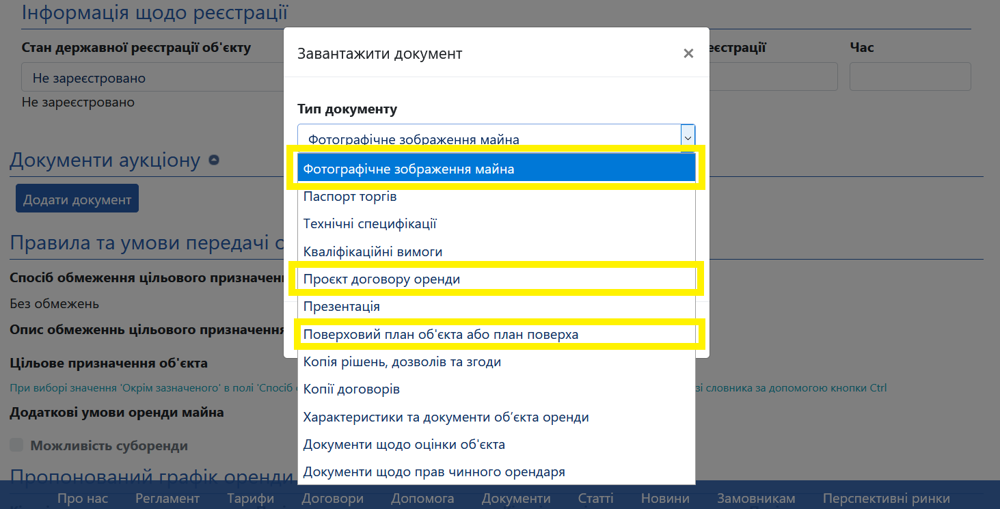 Інформація щодо реєстрації
Стан державної реєстрації об'єкту
еєстрації
Час
Не зареєстровано
Не зареєстровано
Завантажити документ
×
Тип документу
Фотографічне зображення майна
Фотографічне зображення майна
Паспорт торгів
Технічні специфікації
Кваліфікаційні вимоги
Проєкт договору оренди
Презентація
Поверховий план об'єкта або план поверха
Копія рішень, дозволів та згоди
Копії договорів
Характеристики та документи об’єкта оренди
Документи щодо оцінки об'єкта
Документи щодо прав чинного орендаря
Документи аукціону
Додати документ
Правила та умови передачі о
Спосіб обмеження цільового призначенн
Без обмежень
Опис обмеженнь цільового призначення
Цільове призначення об'єкта
При виборі значення 'Окрім зазначеного' в полі 'Спосіб зі словника за допомогою кнопки Ctrl
Додаткові умови оренди майна
Можливість суборенди
Пропонований графік оренди
Про нас Регламент Тарифи Договори Допомога Документи Статті Новини Замовникам Перспективні ринки